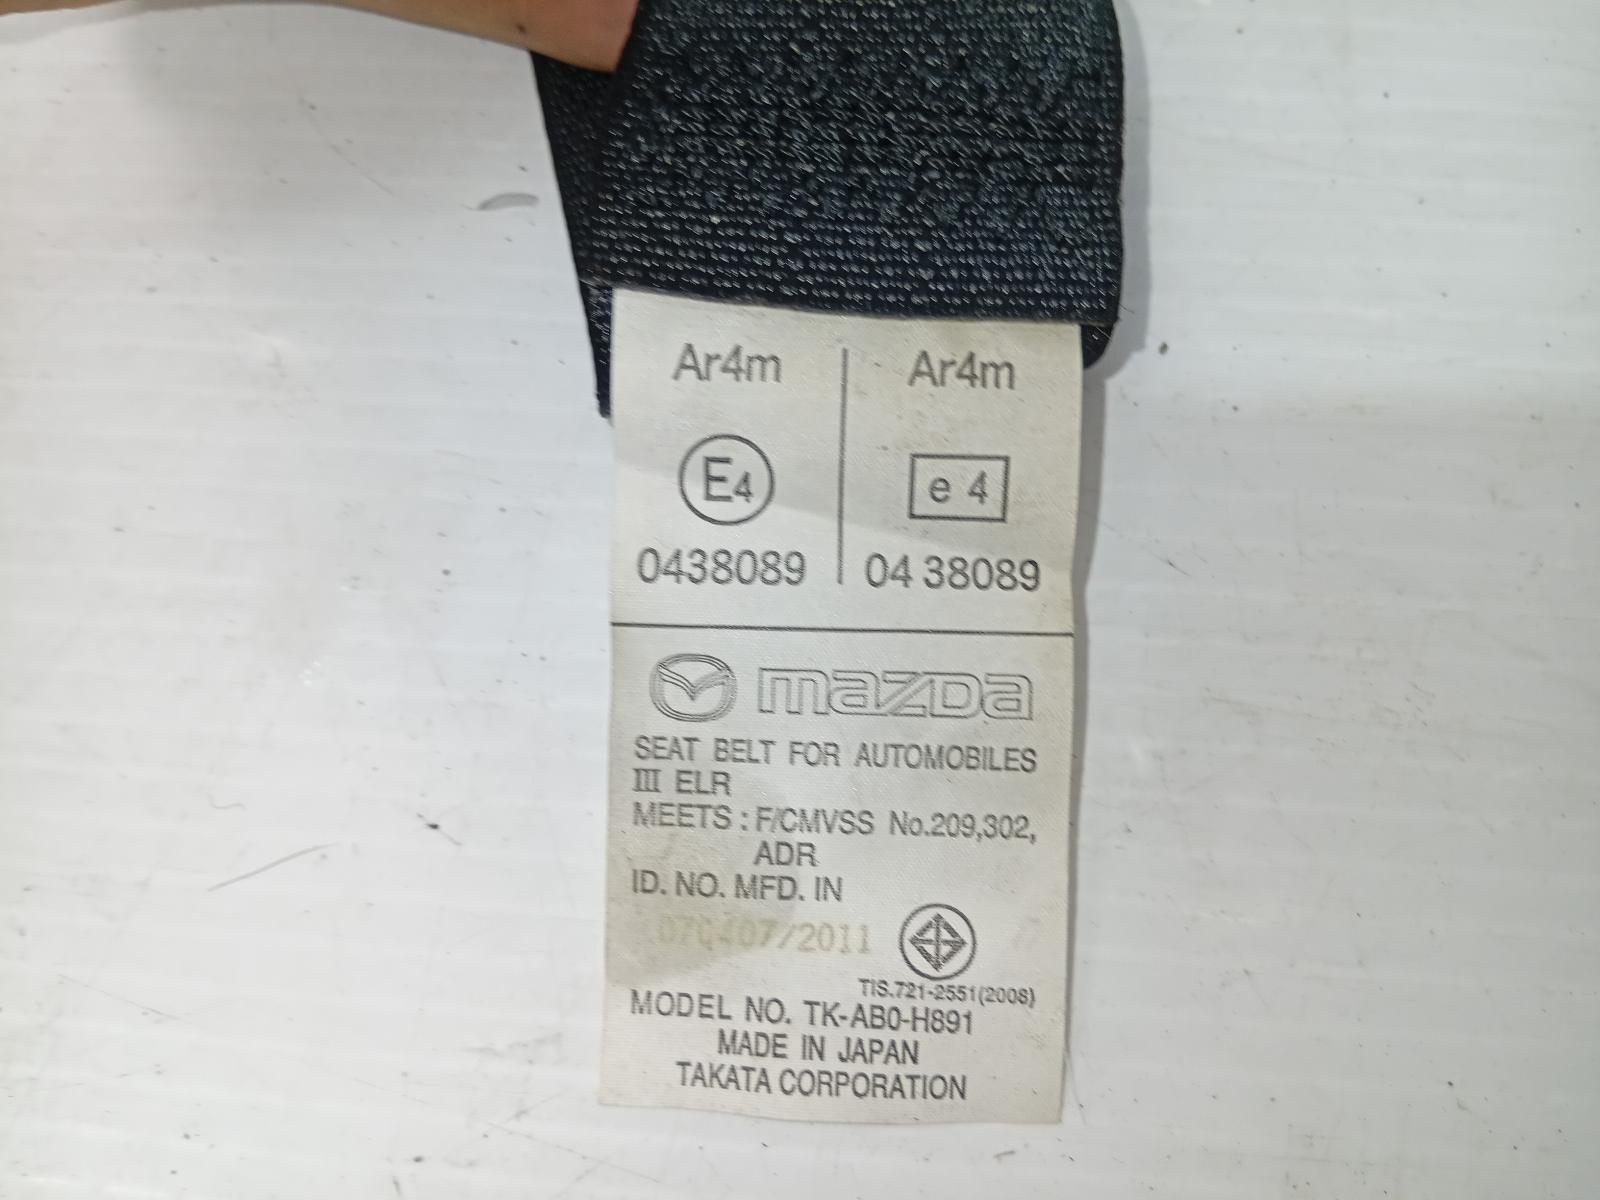 Ar4m Ar4m
E4 e 4
0438089 04 38089
mazda
SEAT BELT FOR AUTOMOBILES
III ELR
MEETS : F/CMVSS No.209,302,
ADR
ID. NO. MFD. IN
TIS.721-2551(2008)
MODEL NO. TK-AB0-H891
MADE IN JAPAN
TAKATA CORPORATION